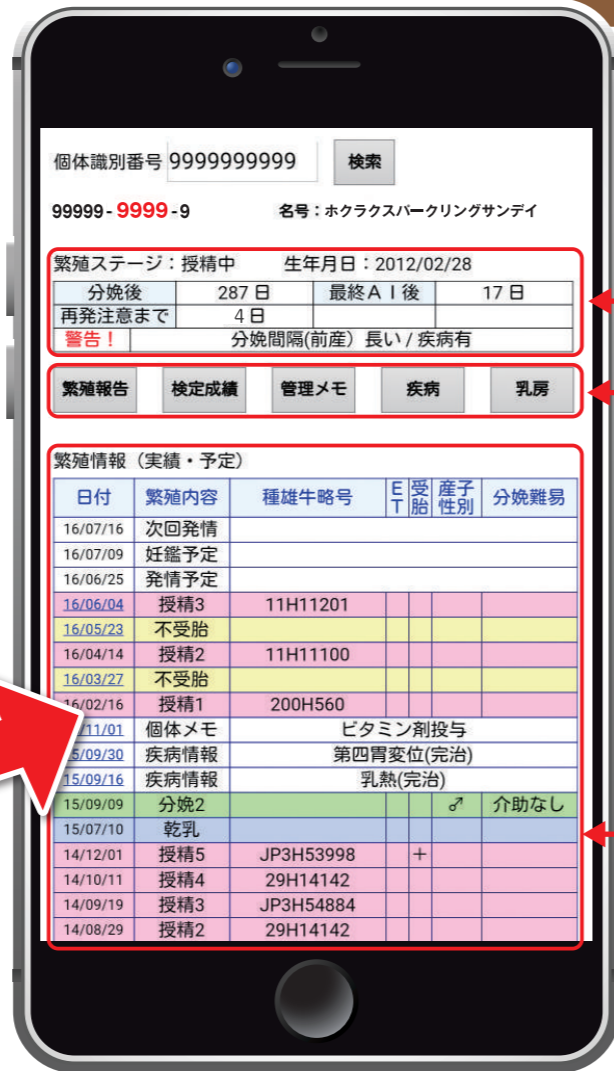 個体識別番号 9999999999 検索
99999-9999-9 名号：ホクラクスパークリングサンデイ
繁殖ステージ：授精中 生年月日：2012/02/28
分娩後 287日 最終ＡＩ後 17日
再発注意まで 4日
警告！ 分娩間隔(前産）長い / 疾病有
繁殖報告 検定成績 管理メモ 疾病 乳房
繁殖情報（実績・予定）
日付 繁殖内容 種雄牛略号 ET 受胎 産子性別 分娩難易
16/07/16 次回発情
16/07/09 妊鑑予定
16/06/25 発情予定
16/06/04 授精3 11H11201
16/05/23 不受胎
16/04/14 授精2 11H11100
16/03/27 不受胎
16/02/16 授精1 200H560
11/01 個体メモ ビタミン剤投与
5/09/30 疾病情報 第四胃変位(完治)
15/09/16 疾病情報 乳熱(完治)
15/09/09 分娩2 ♂ 介助なし
15/07/10 乾乳
14/12/01 授精5 JP3H53998 +
14/10/11 授精4 29H14142
14/09/19 授精3 JP3H54884
14/08/29 授精2 29H14142